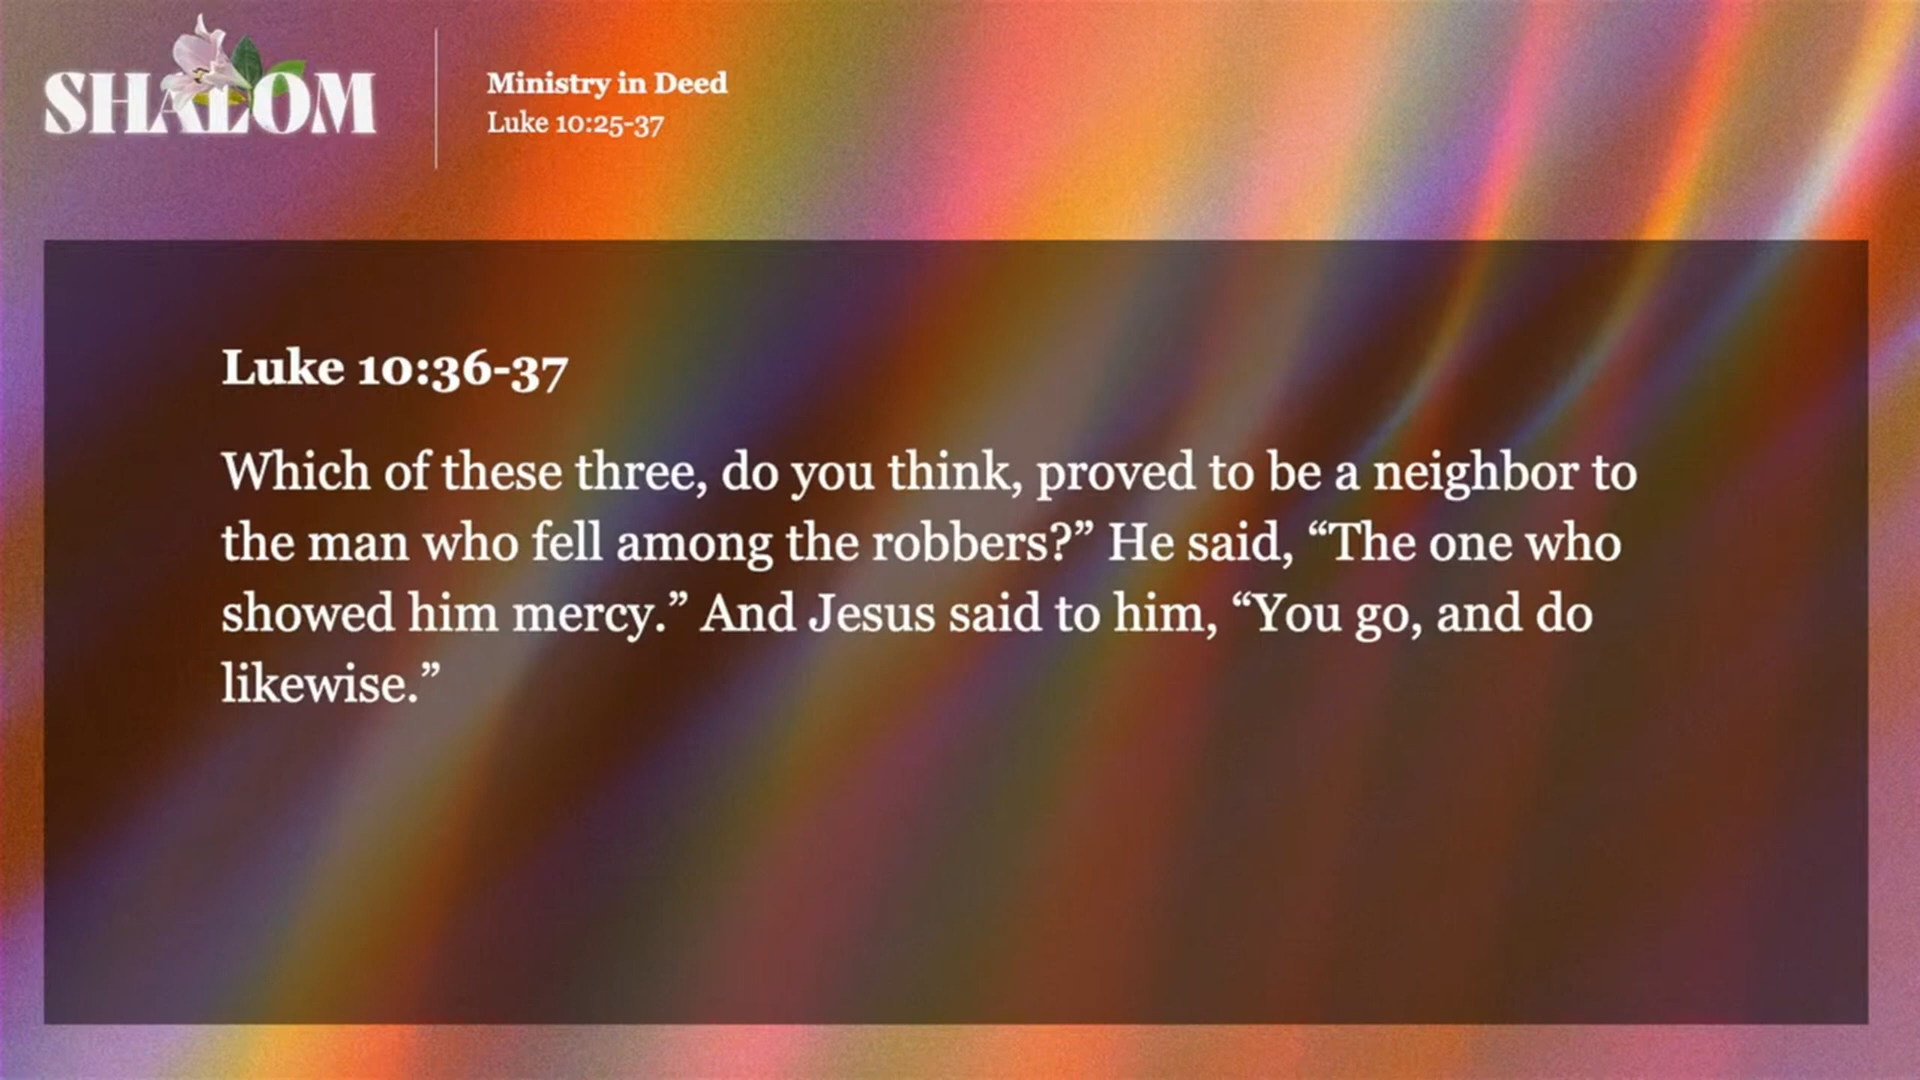 SHALOM
Ministry in Deed
Luke 10:25-37
Luke 10:36-37
Which of these three, do you think, proved to be a neighbor to
the man who fell among the robbers?” He said, “The one who
showed him mercy.” And Jesus said to him, “You go, and do
likewise.”